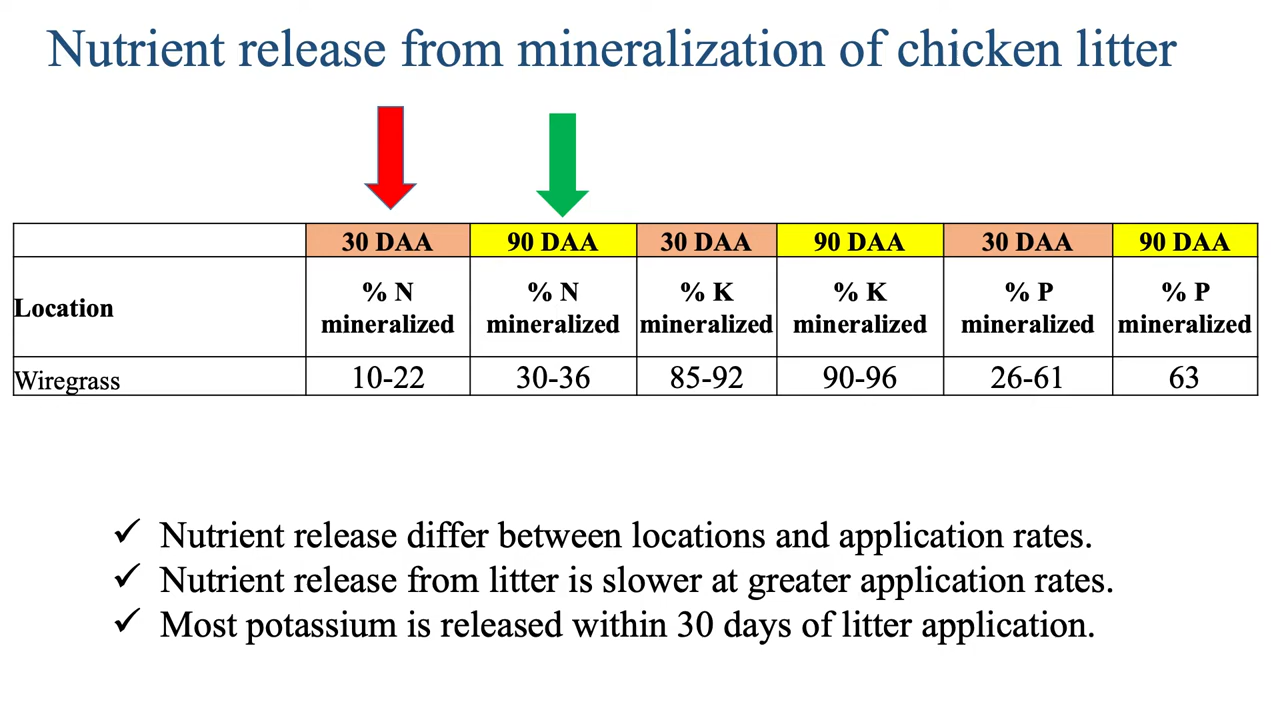 Nutrient release from mineralization of chicken litter
30 DAA 90 DAA 30 DAA 90 DAA 30 DAA 90 DAA
Location % N mineralized % N mineralized % K mineralized % K mineralized % P mineralized % P mineralized
Wiregrass 10-22 30-36 85-92 90-96 26-61 63
✓ Nutrient release differ between locations and application rates.
✓ Nutrient release from litter is slower at greater application rates.
✓ Most potassium is released within 30 days of litter application.